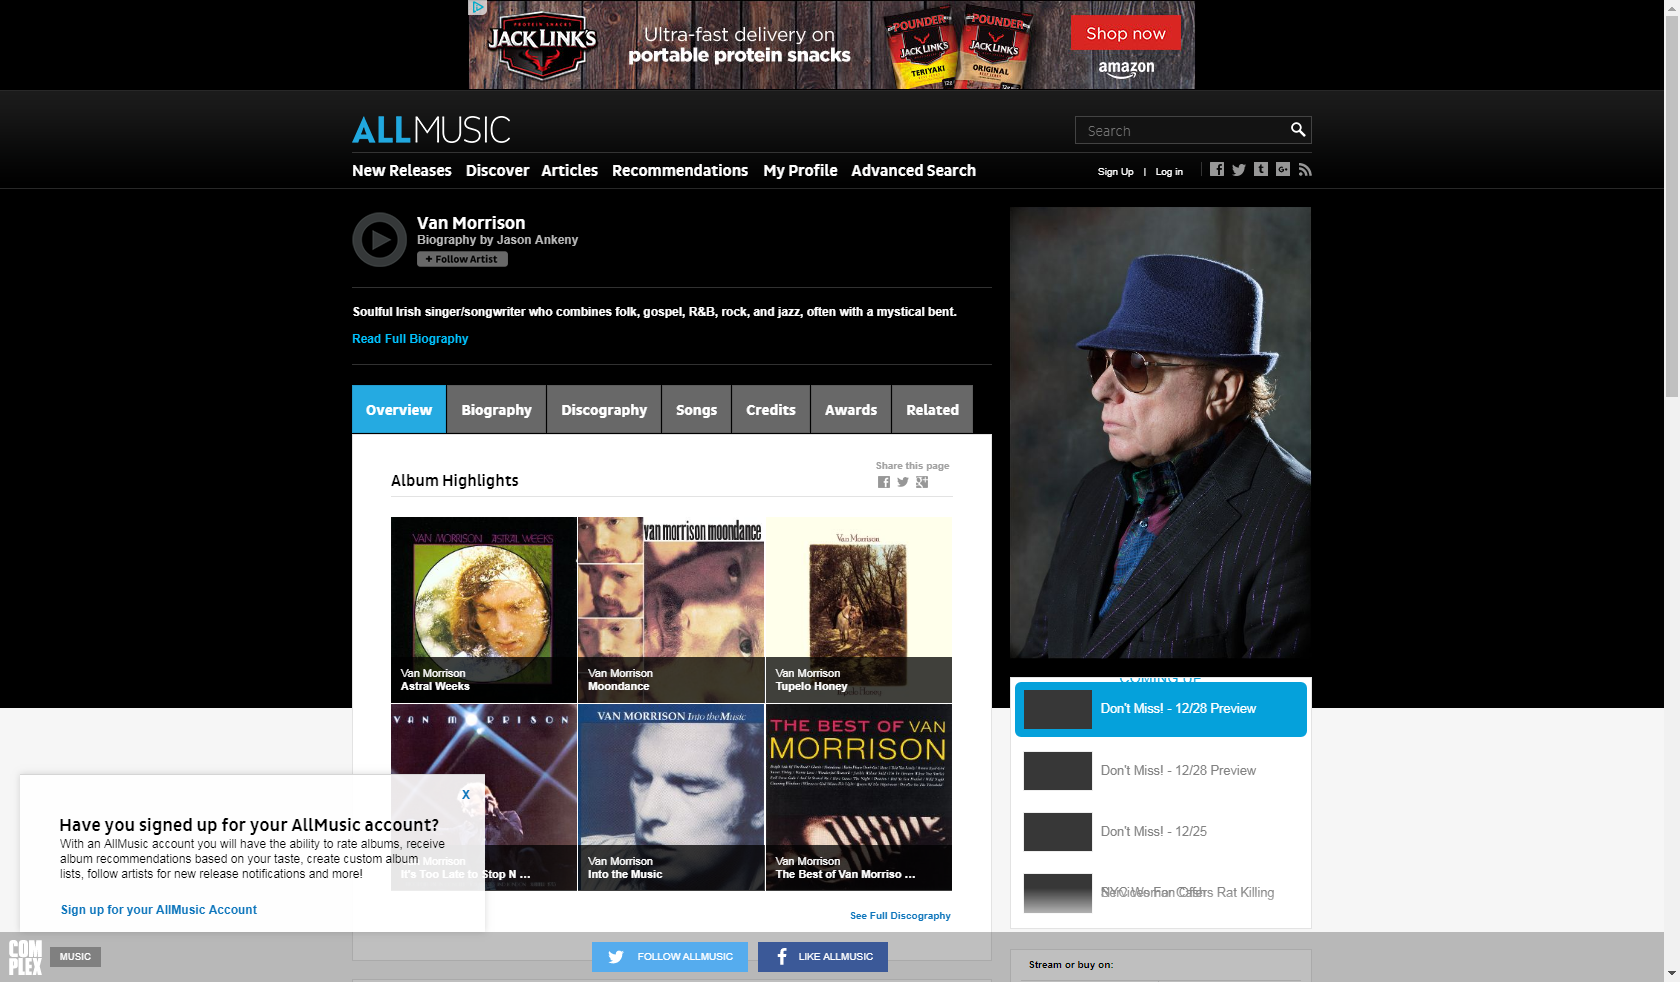 JACK LINK'S
PROTEIN SNACKS
Ultra-fast delivery on
portable protein snacks
POUNDER
JACK LINK'S
TERIYAKI
POUNDER
JACK LINK'S
ORIGINAL
Shop now
amazon
ALLMUSIC
Search
New Releases Discover Articles Recommendations My Profile Advanced Search
Sign Up | Log in
Van Morrison
Biography by Jason Ankeny
+ Follow Artist
Soulful Irish singer/songwriter who combines folk, gospel, R&B, rock, and jazz, often with a mystical bent.
Read Full Biography
Overview Biography Discography Songs Credits Awards Related
Share this page
Album Highlights
VAN MORRISON ASTRAL WEEKS
van morrison moondance
Van Morrison
Tupelo Honey
Van Morrison
Astral Weeks
Van Morrison
Moondance
Van Morrison
Tupelo Honey
VAN MORRISON
VAN MORRISON Into the Music
THE BEST OF VAN
MORRISON
Van Morrison
It's Too Late to Stop N ...
Van Morrison
Into the Music
Van Morrison
The Best of Van Morriso ...
See Full Discography
COMING UP
Don't Miss! - 12/28 Preview
Don't Miss! - 12/28 Preview
Don't Miss! - 12/25
Stream or buy on:
X
Have you signed up for your AllMusic account?
With an AllMusic account you will have the ability to rate albums, receive
album recommendations based on your taste, create custom album
lists, follow artists for new release notifications and more!
Sign up for your AllMusic Account
COM
PLEX
MUSIC
FOLLOW ALLMUSIC
LIKE ALLMUSIC